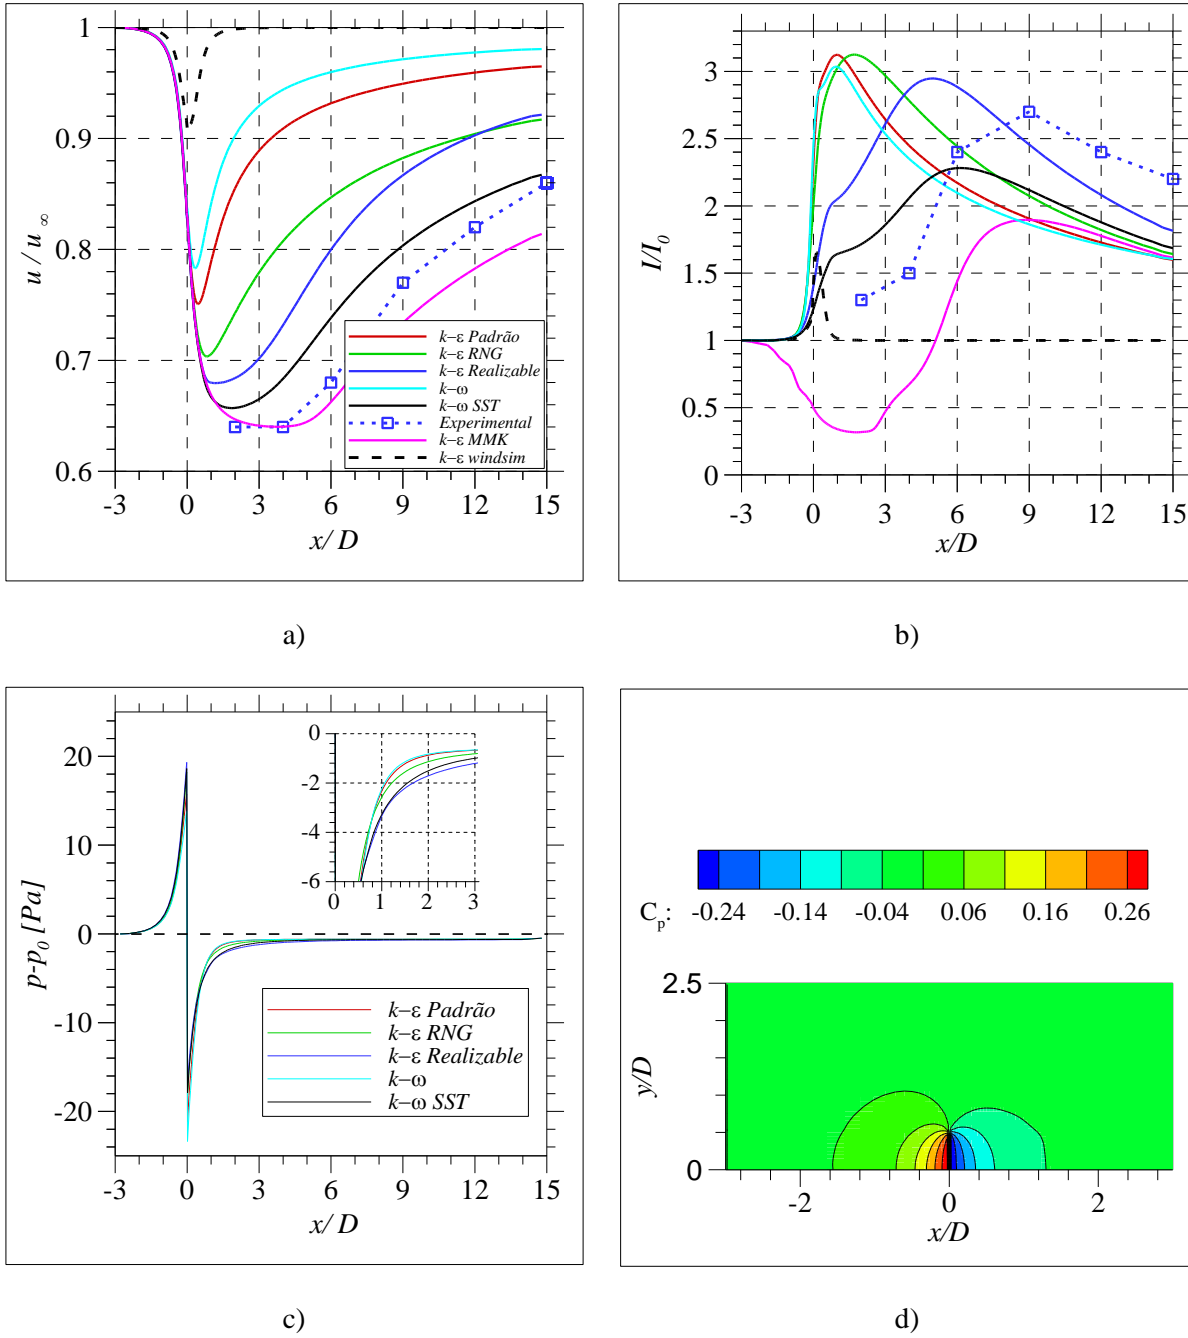 1
0.9
0.8
0.7
0.6
u / u∞
-3 0 3 6 9 12 15
x/ D
k−ε Padrão
k−ε RNG
k−ε Realizable
k−ω
k−ω SST
Experimental
k−ε MMK
k−ε windsim
a)
3
2.5
2
1.5
1
0.5
0
I/I0
-3 0 3 6 9 12 15
x/D
b)
20
10
0
-10
-20
p-p0 [Pa]
-3 0 3 6 9 12 15
x/ D
0
-2
-4
-6
0 1 2 3
k−ε Padrão
k−ε RNG
k−ε Realizable
k−ω
k−ω SST
c)
Cp: -0.24 -0.14 -0.04 0.06 0.16 0.26
2.5
0
y/D
-2 0 2
x/D
d)